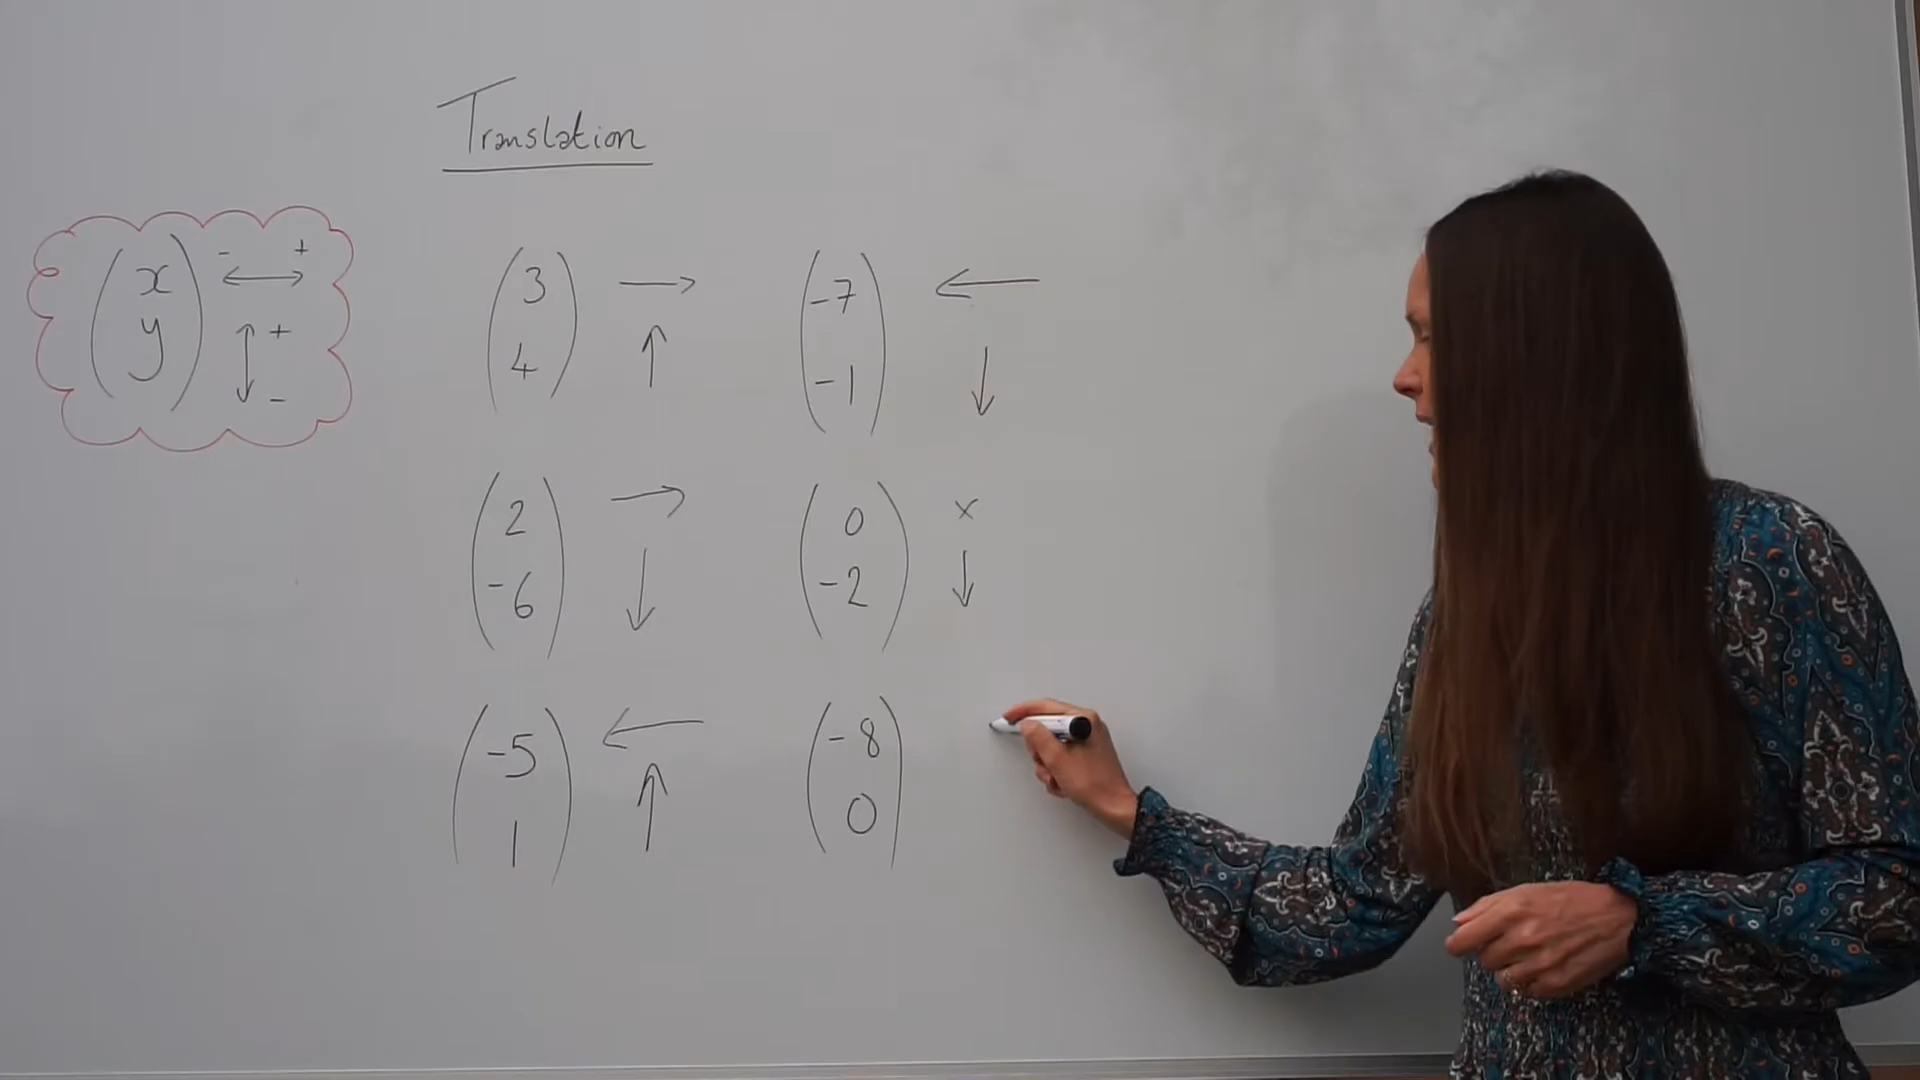 Translation
x - +
y + -
3 → -7 ←
4 ↑ -1 ↓
2 → 0 x
-6 ↓ -2 ↓
-5 ← -8
1 ↑ 0